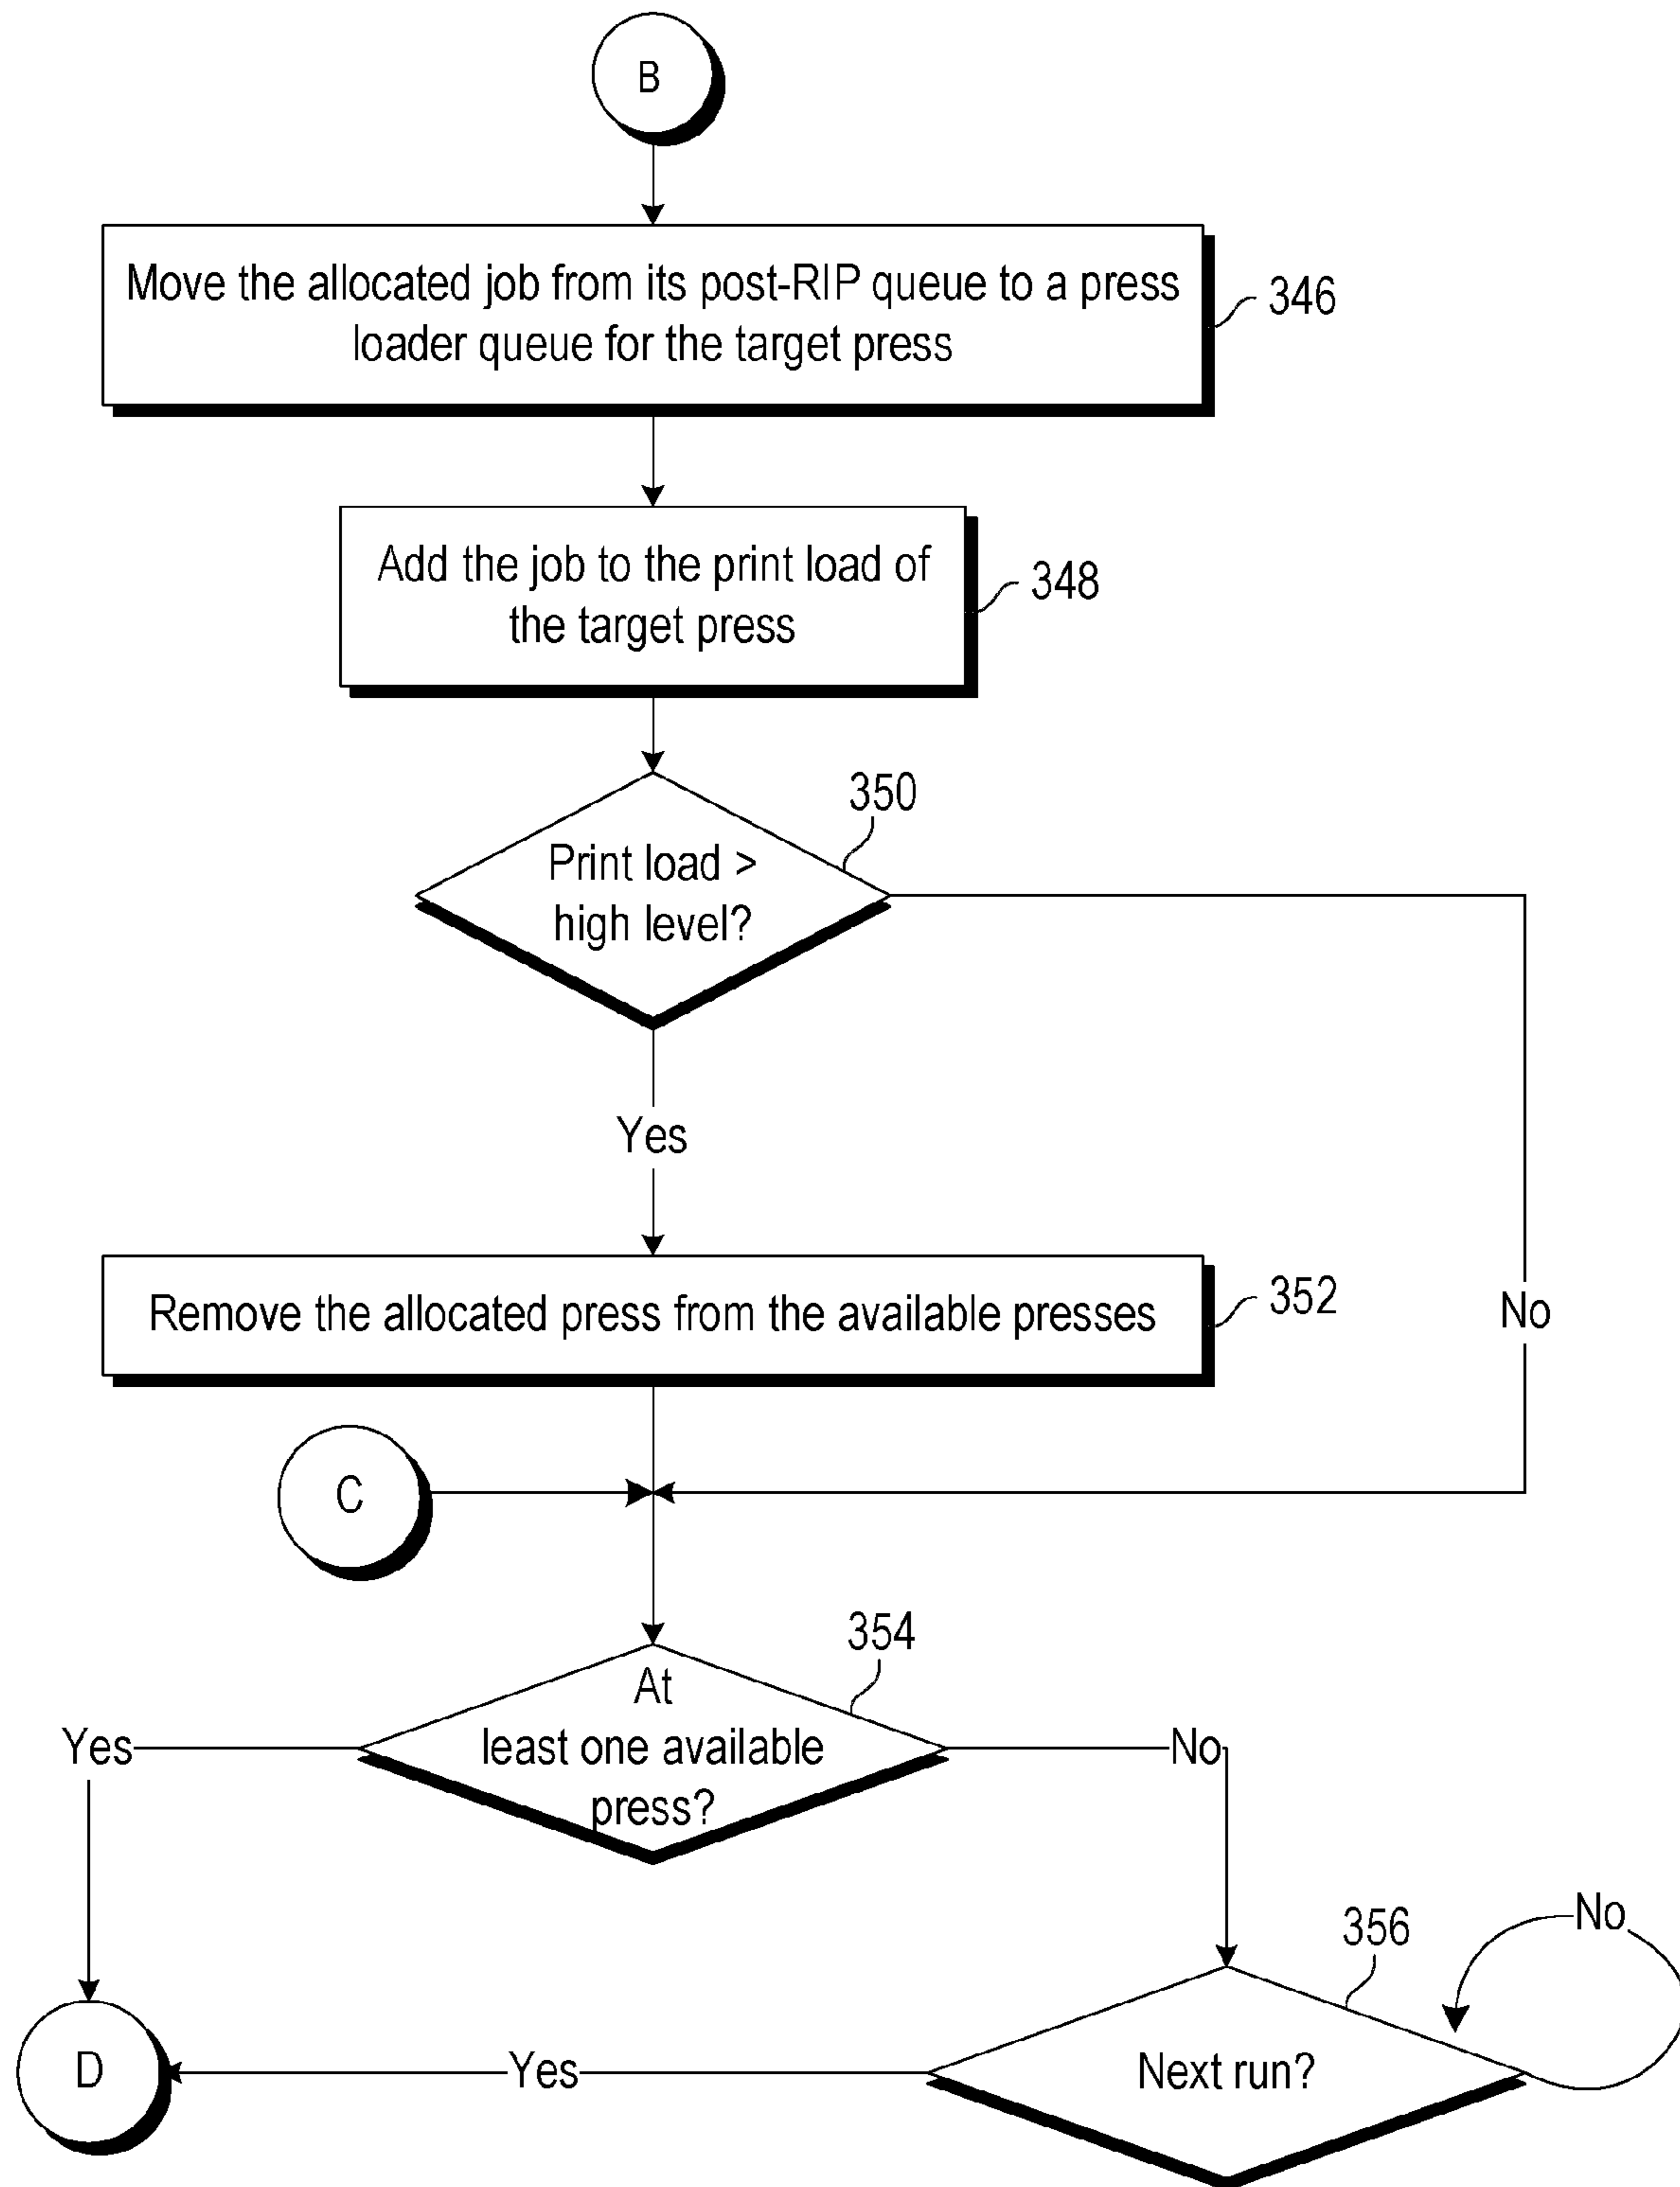 B
Move the allocated job from its post-RIP queue to a press
loader queue for the target press
346
Add the job to the print load of
the target press
348
350
Print load >
high level?
Yes
Remove the allocated press from the available presses
352
No
C
354
At
least one available
press?
Yes
No
356
No
Next run?
Yes
D